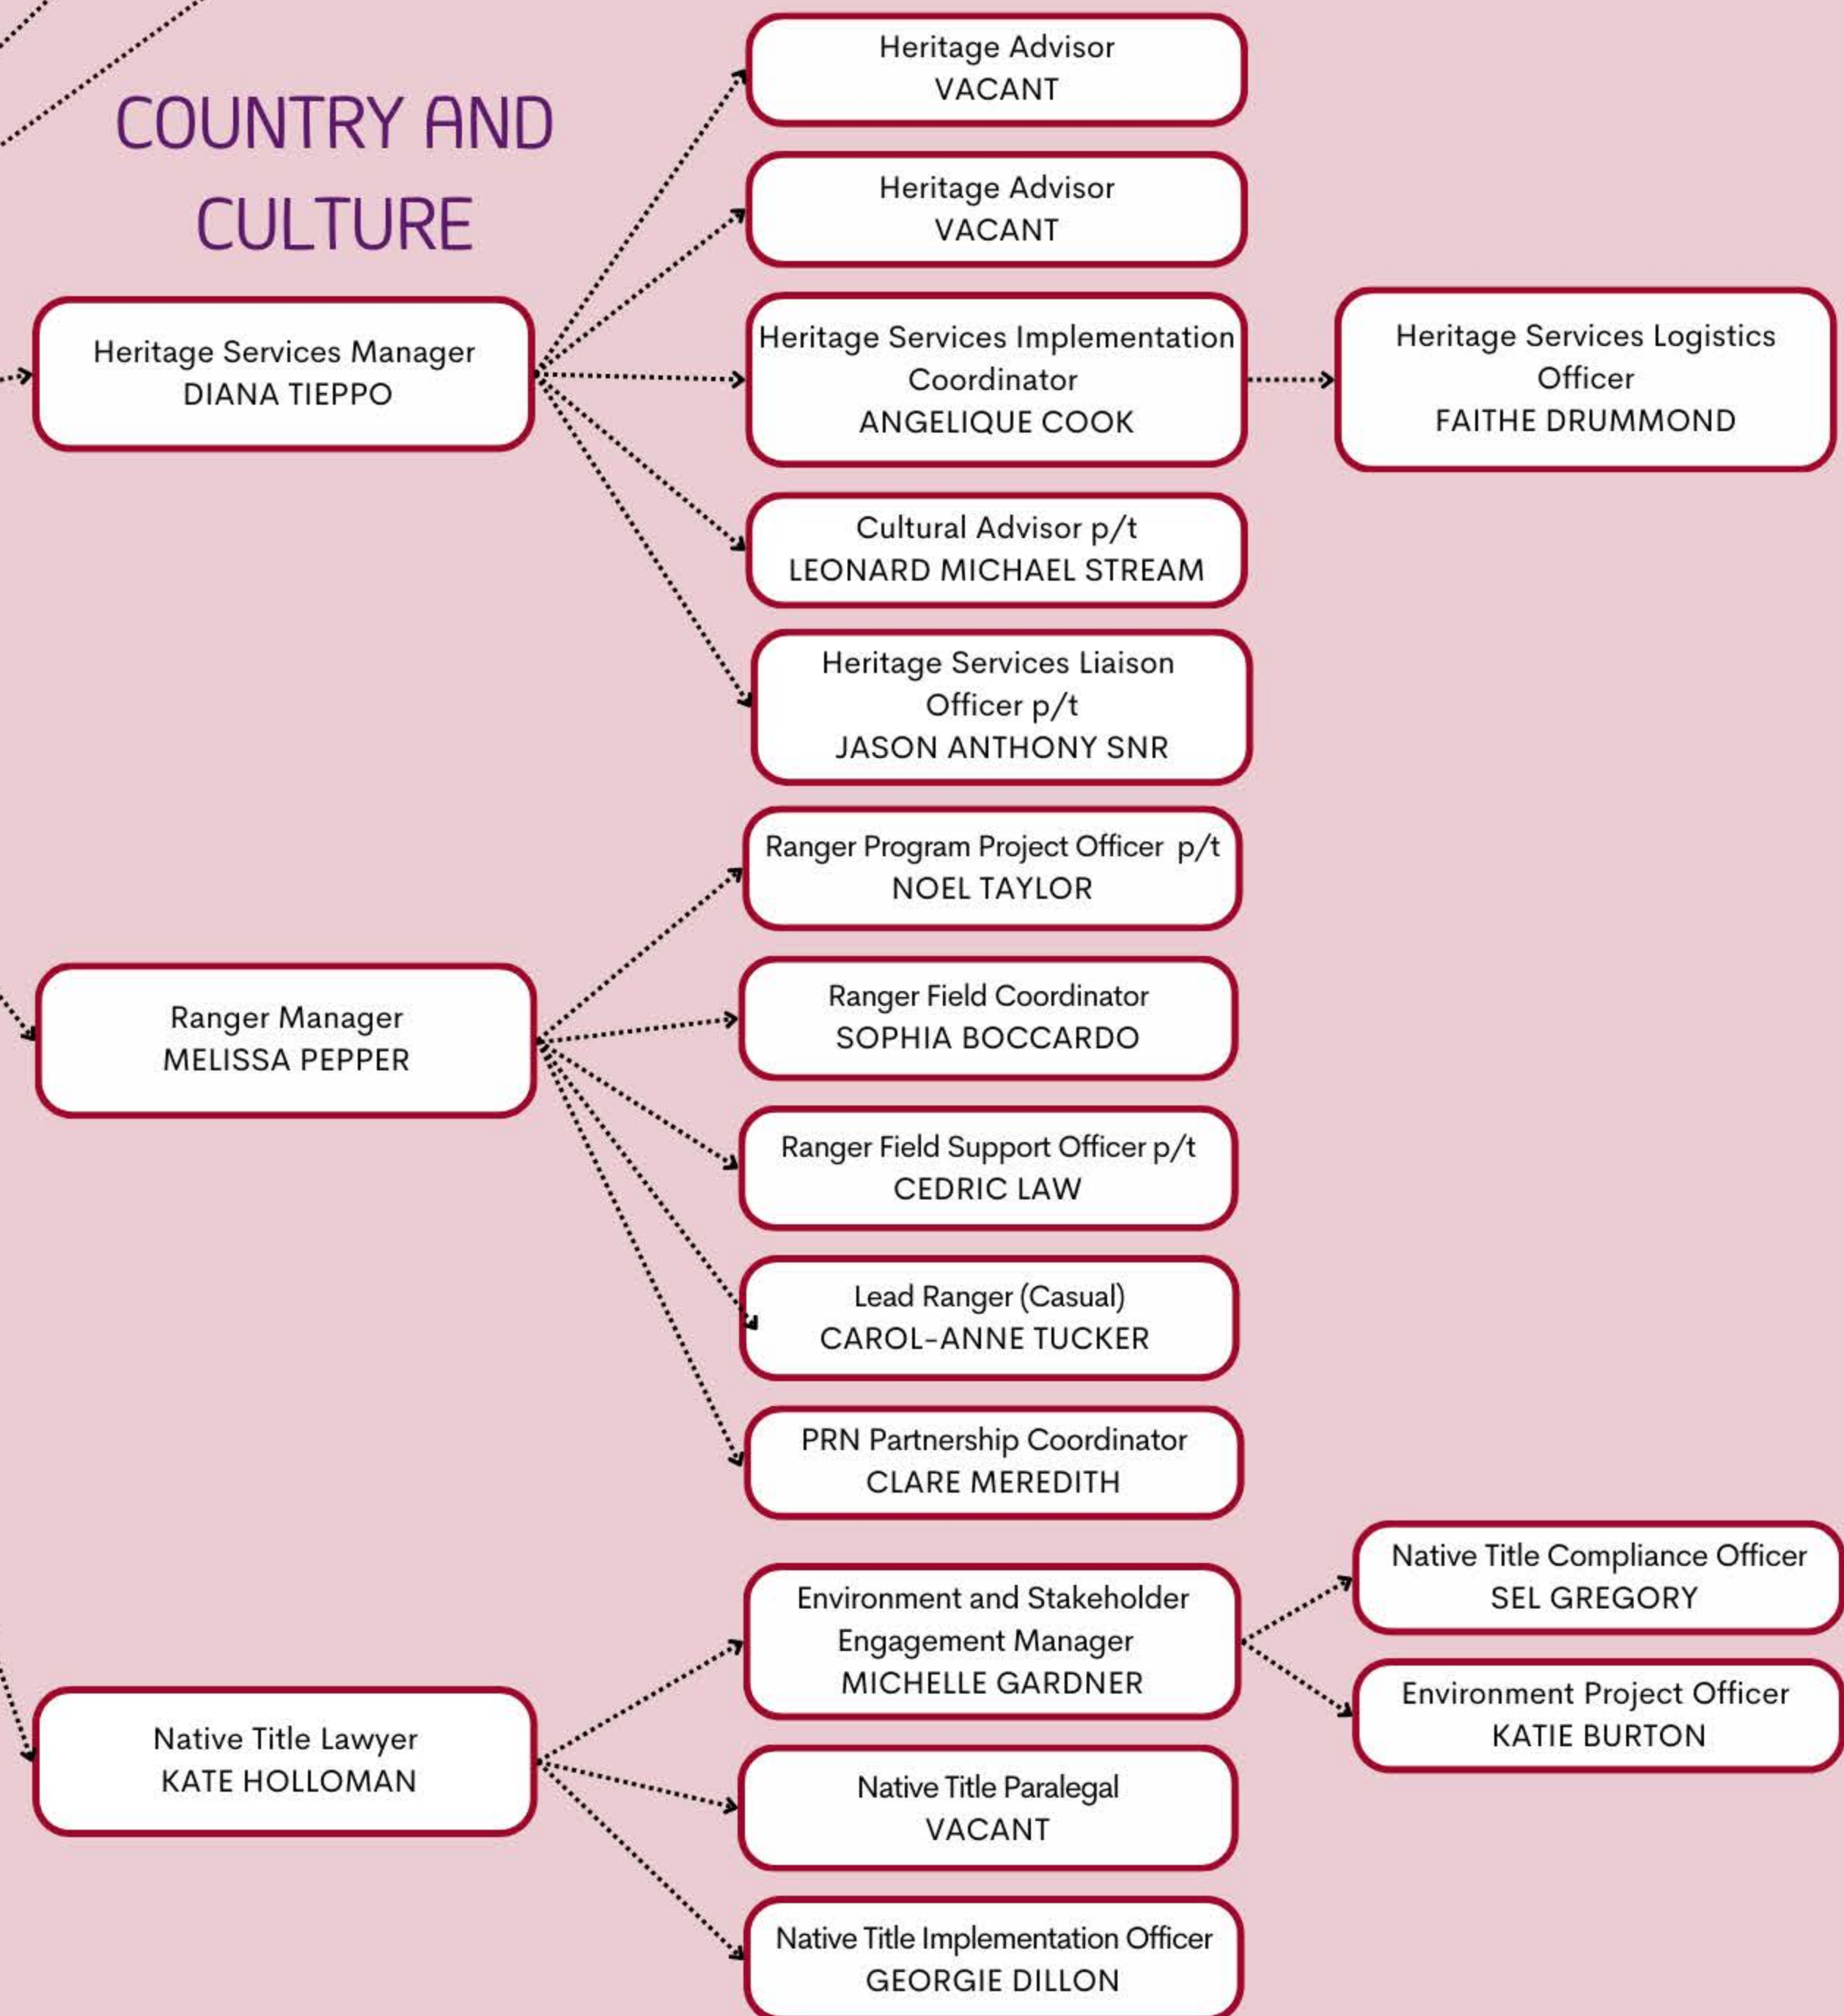 COUNTRY AND
CULTURE
Heritage Services Manager
DIANA TIEPPO
Heritage Advisor
VACANT
Heritage Advisor
VACANT
Heritage Services Implementation
Coordinator
ANGELIQUE COOK
Heritage Services Logistics
Officer
FAITHE DRUMMOND
Cultural Advisor p/t
LEONARD MICHAEL STREAM
Heritage Services Liaison
Officer p/t
JASON ANTHONY SNR
Ranger Manager
MELISSA PEPPER
Ranger Program Project Officer p/t
NOEL TAYLOR
Ranger Field Coordinator
SOPHIA BOCCARDO
Ranger Field Support Officer p/t
CEDRIC LAW
Lead Ranger (Casual)
CAROL-ANNE TUCKER
PRN Partnership Coordinator
CLARE MEREDITH
Native Title Lawyer
KATE HOLLOMAN
Environment and Stakeholder
Engagement Manager
MICHELLE GARDNER
Native Title Compliance Officer
SEL GREGORY
Environment Project Officer
KATIE BURTON
Native Title Paralegal
VACANT
Native Title Implementation Officer
GEORGIE DILLON